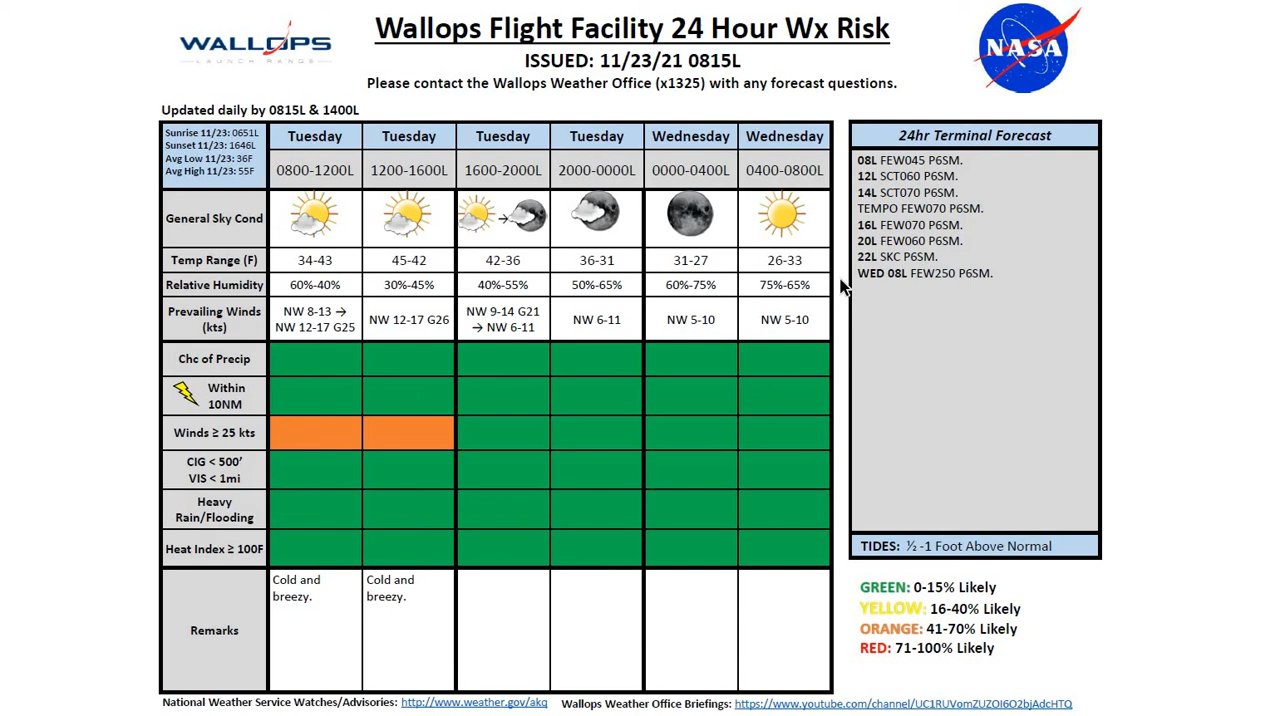 WALLOPS
LAUNCH RANGE
Wallops Flight Facility 24 Hour Wx Risk
ISSUED: 11/23/21 0815L
Please contact the Wallops Weather Office (x1325) with any forecast questions.
NASA
Updated daily by 0815L & 1400L
Sunrise 11/23: 0651L
Sunset 11/23: 1646L
Avg Low 11/23: 36F
Avg High 11/23: 55F
Tuesday Tuesday Tuesday Tuesday Wednesday Wednesday
0800-1200L 1200-1600L 1600-2000L 2000-0000L 0000-0400L 0400-0800L
General Sky Cond
Temp Range (F) 34-43 45-42 42-36 36-31 31-27 26-33
Relative Humidity 60%-40% 30%-45% 40%-55% 50%-65% 60%-75% 75%-65%
Prevailing Winds (kts) NW 8-13 → NW 12-17 G25 NW 12-17 G26 NW 9-14 G21 → NW 6-11 NW 6-11 NW 5-10 NW 5-10
Chc of Precip
Within
10NM
Winds ≥ 25 kts
CIG < 500’
VIS < 1mi
Heavy
Rain/Flooding
Heat Index ≥ 100F
Remarks
Cold and breezy. Cold and breezy.
24hr Terminal Forecast
08L FEW045 P6SM.
12L SCT060 P6SM.
14L SCT070 P6SM.
TEMPO FEW070 P6SM.
16L FEW070 P6SM.
20L FEW060 P6SM.
22L SKC P6SM.
WED 08L FEW250 P6SM.
TIDES: ½ -1 Foot Above Normal
GREEN: 0-15% Likely
YELLOW: 16-40% Likely
ORANGE: 41-70% Likely
RED: 71-100% Likely
National Weather Service Watches/Advisories: http://www.weather.gov/akq
Wallops Weather Office Briefings: https://www.youtube.com/channel/UC1RUVomZUZOI6O2bjAdcHTQ